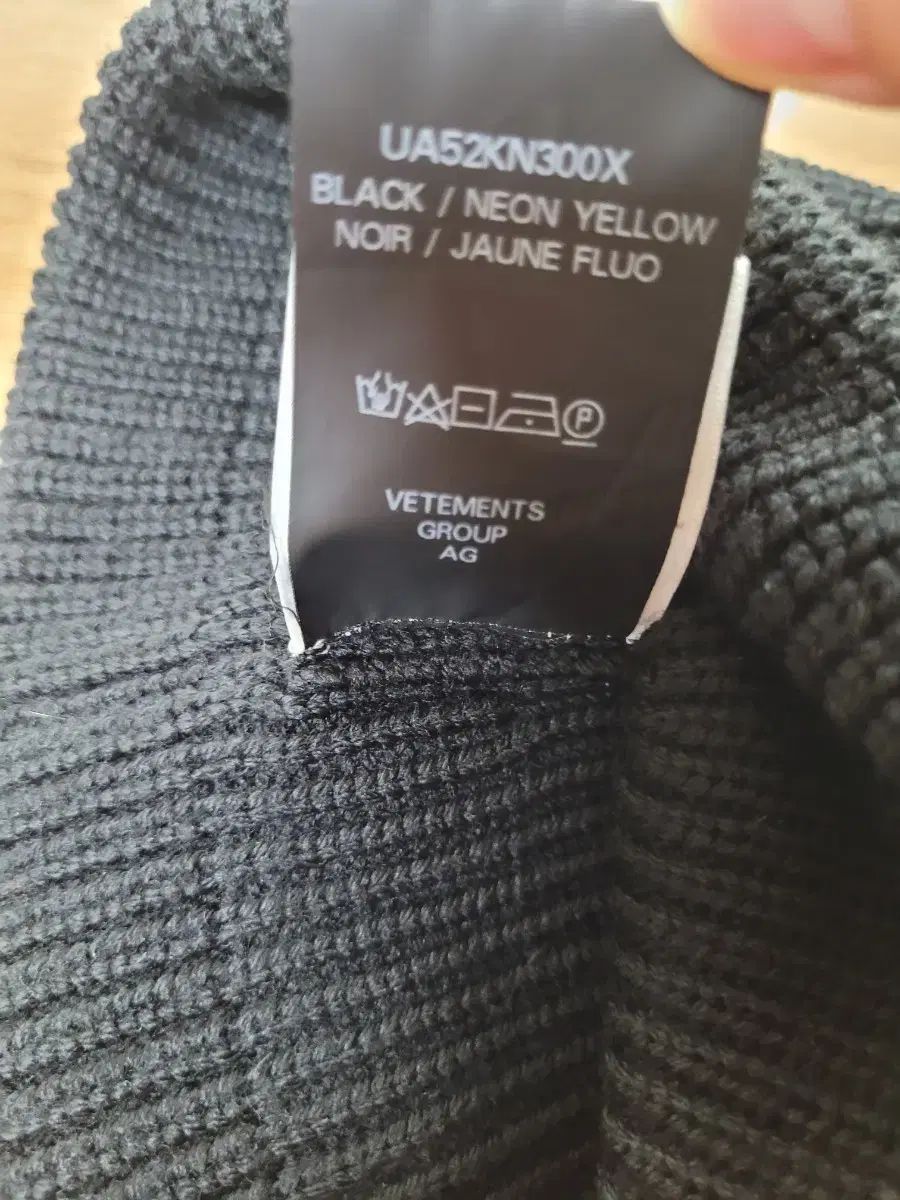 UA52KN300X
BLACK / NEON YELLOW
NOIR / JAUNE FLUO
P
VETEMENTS
GROUP
AG